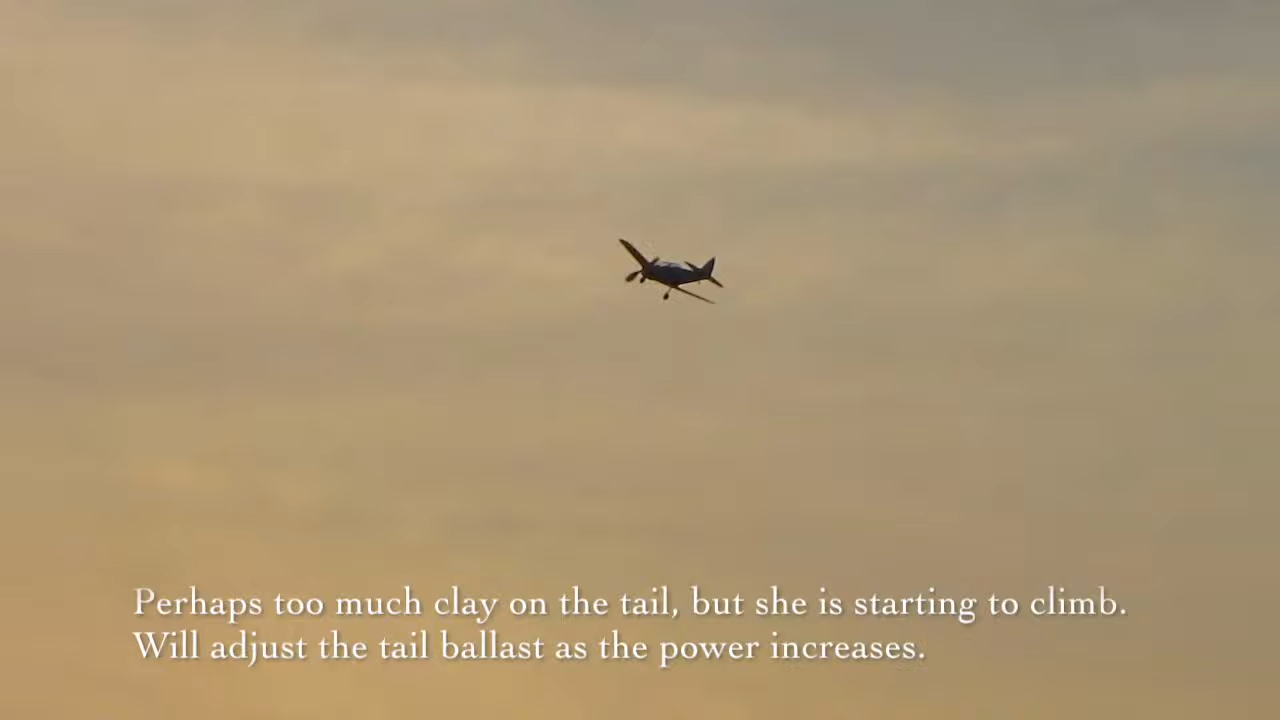 Perhaps too much clay on the tail, but she is starting to climb.
Will adjust the tail ballast as the power increases.